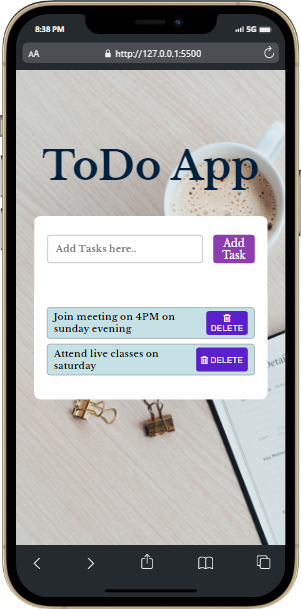 8:38 PM
5G
AA
http://127.0.0.1:5500
ToDo App
Add Tasks here..
Add
Task
Join meeting on 4PM on
sunday evening
DELETE
Attend live classes on
saturday
DELETE